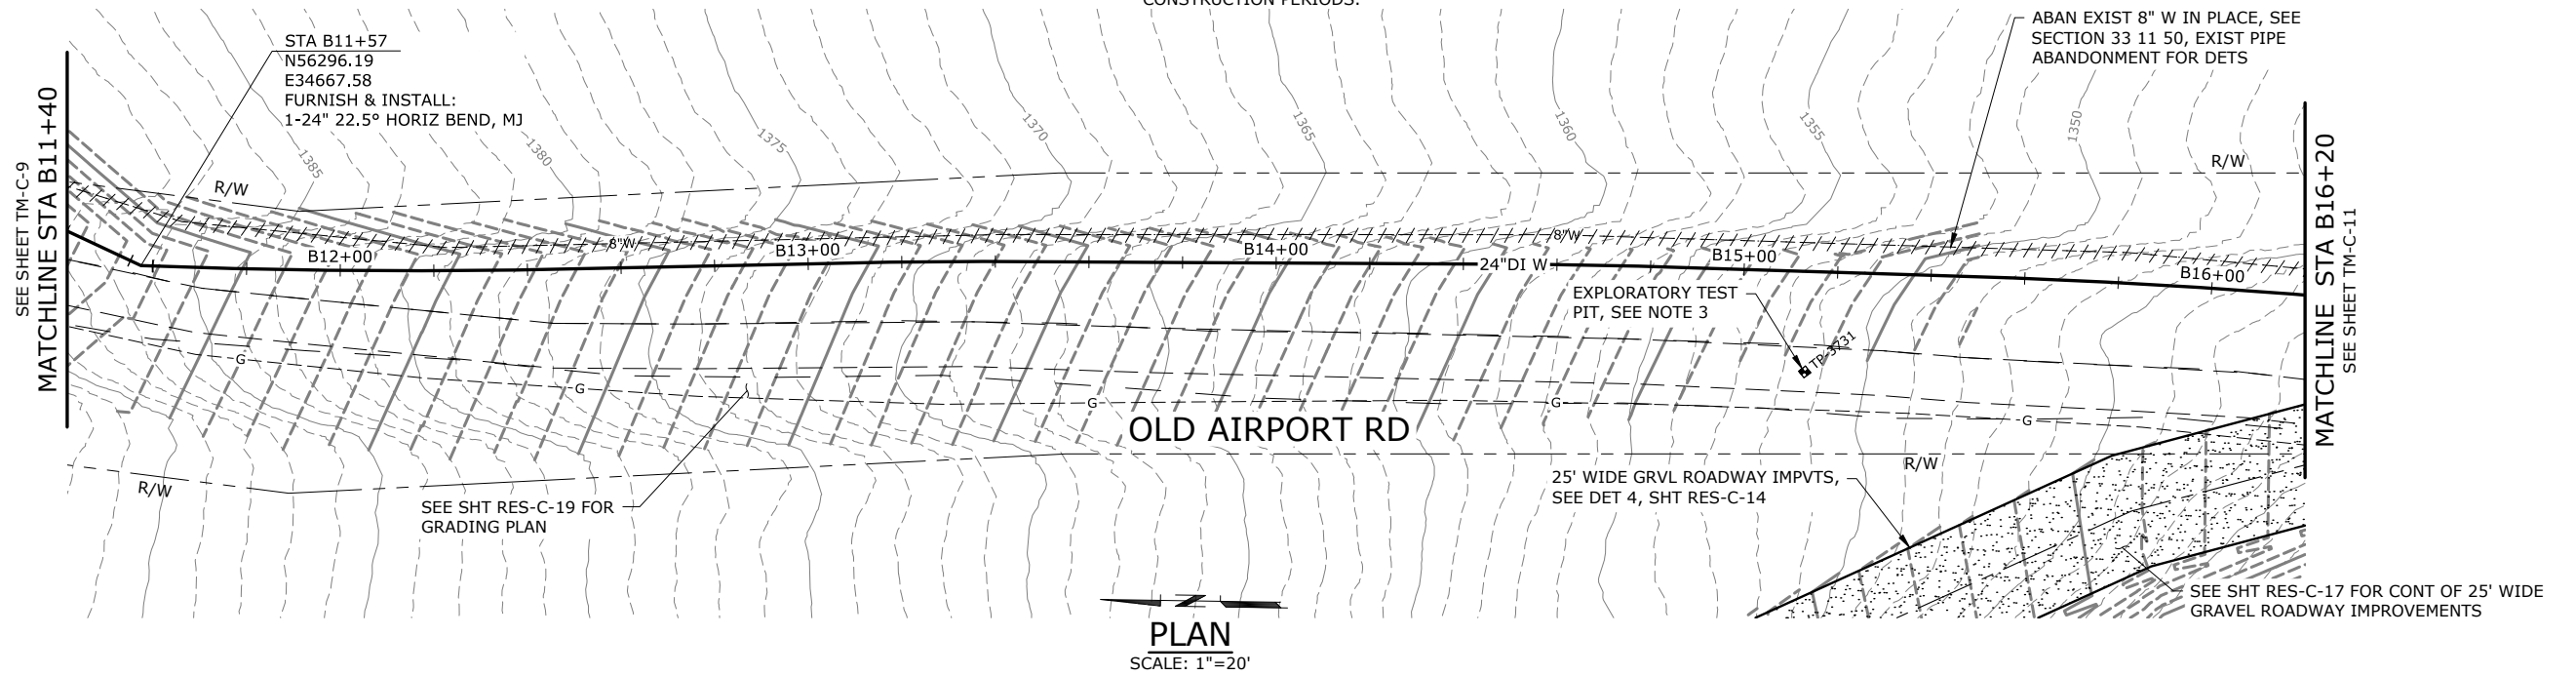 CONSTRUCTION PERIODS.
STA B11+57
N56296.19
E34667.58
FURNISH & INSTALL:
1-24" 22.5° HORIZ BEND, MJ
ABAN EXIST 8" W IN PLACE, SEE
SECTION 33 11 50, EXIST PIPE
ABANDONMENT FOR DETS
SEE SHEET TM-C-9
MATCHLINE STA B11+40
1385
1380
1375
1370
1365
1360
1355
1350
R/W
R/W
8"W
8"W
B12+00
B13+00
B14+00
B15+00
B16+00
24"DI W
EXPLORATORY TEST
PIT, SEE NOTE 3
TP-3731
G
G
G
G
G
OLD AIRPORT RD
R/W
R/W
SEE SHT RES-C-19 FOR
GRADING PLAN
25' WIDE GRVL ROADWAY IMPVTS,
SEE DET 4, SHT RES-C-14
MATCHLINE STA B16+20
SEE SHEET TM-C-11
SEE SHT RES-C-17 FOR CONT OF 25' WIDE
GRAVEL ROADWAY IMPROVEMENTS
PLAN
SCALE: 1"=20'